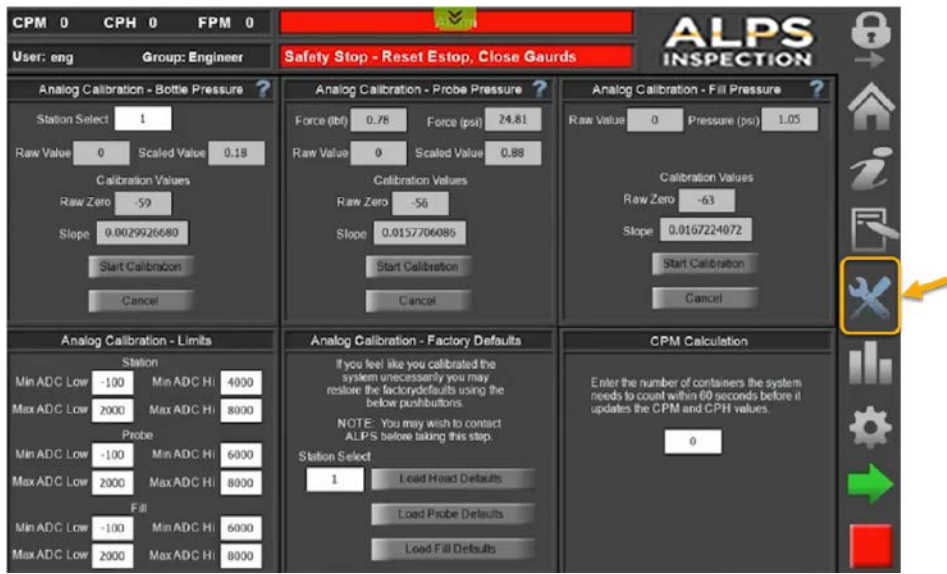 CPM 0 CPH 0 FPM 0
ALPS
INSPECTION
User: eng Group: Engineer
Safety Stop - Reset Estop, Close Gaurds
Analog Calibration - Bottle Pressure ?
Station Select 1
Raw Value 0 Scaled Value 0.18
Calibration Values
Raw Zero -59
Slope 0.0029926680
Start Calibration
Cancel
Analog Calibration - Probe Pressure ?
Force (lbf) 0.78 Force (psi) 24.81
Raw Value 0 Scaled Value 0.88
Calibration Values
Raw Zero -56
Slope 0.0157706086
Start Calibration
Cancel
Analog Calibration - Fill Pressure ?
Raw Value 0 Pressure (psi) 1.05
Calibration Values
Raw Zero -63
Slope 0.0167224072
Start Calibration
Cancel
Analog Calibration - Limits
Station
Min ADC Low -100 Min ADC Hi 4000
Max ADC Low 2000 Max ADC Hi 8000
Probe
Min ADC Low -100 Min ADC Hi 6000
Max ADC Low 2000 Max ADC Hi 8000
Fill
Min ADC Low -100 Min ADC Hi 6000
Max ADC Low 2000 Max ADC Hi 8000
Analog Calibration - Factory Defaults
If you feel like you calibrated the
system unecessarily you may
restore the factorydefaults using the
below pushbuttons.
NOTE: You may wish to contact
ALPS before taking this step.
Station Select
1 Load Head Defaults
Load Probe Defaults
Load Fill Defaults
CPM Calculation
Enter the number of containers the system
needs to count within 60 seconds before it
updates the CPM and CPH values.
0